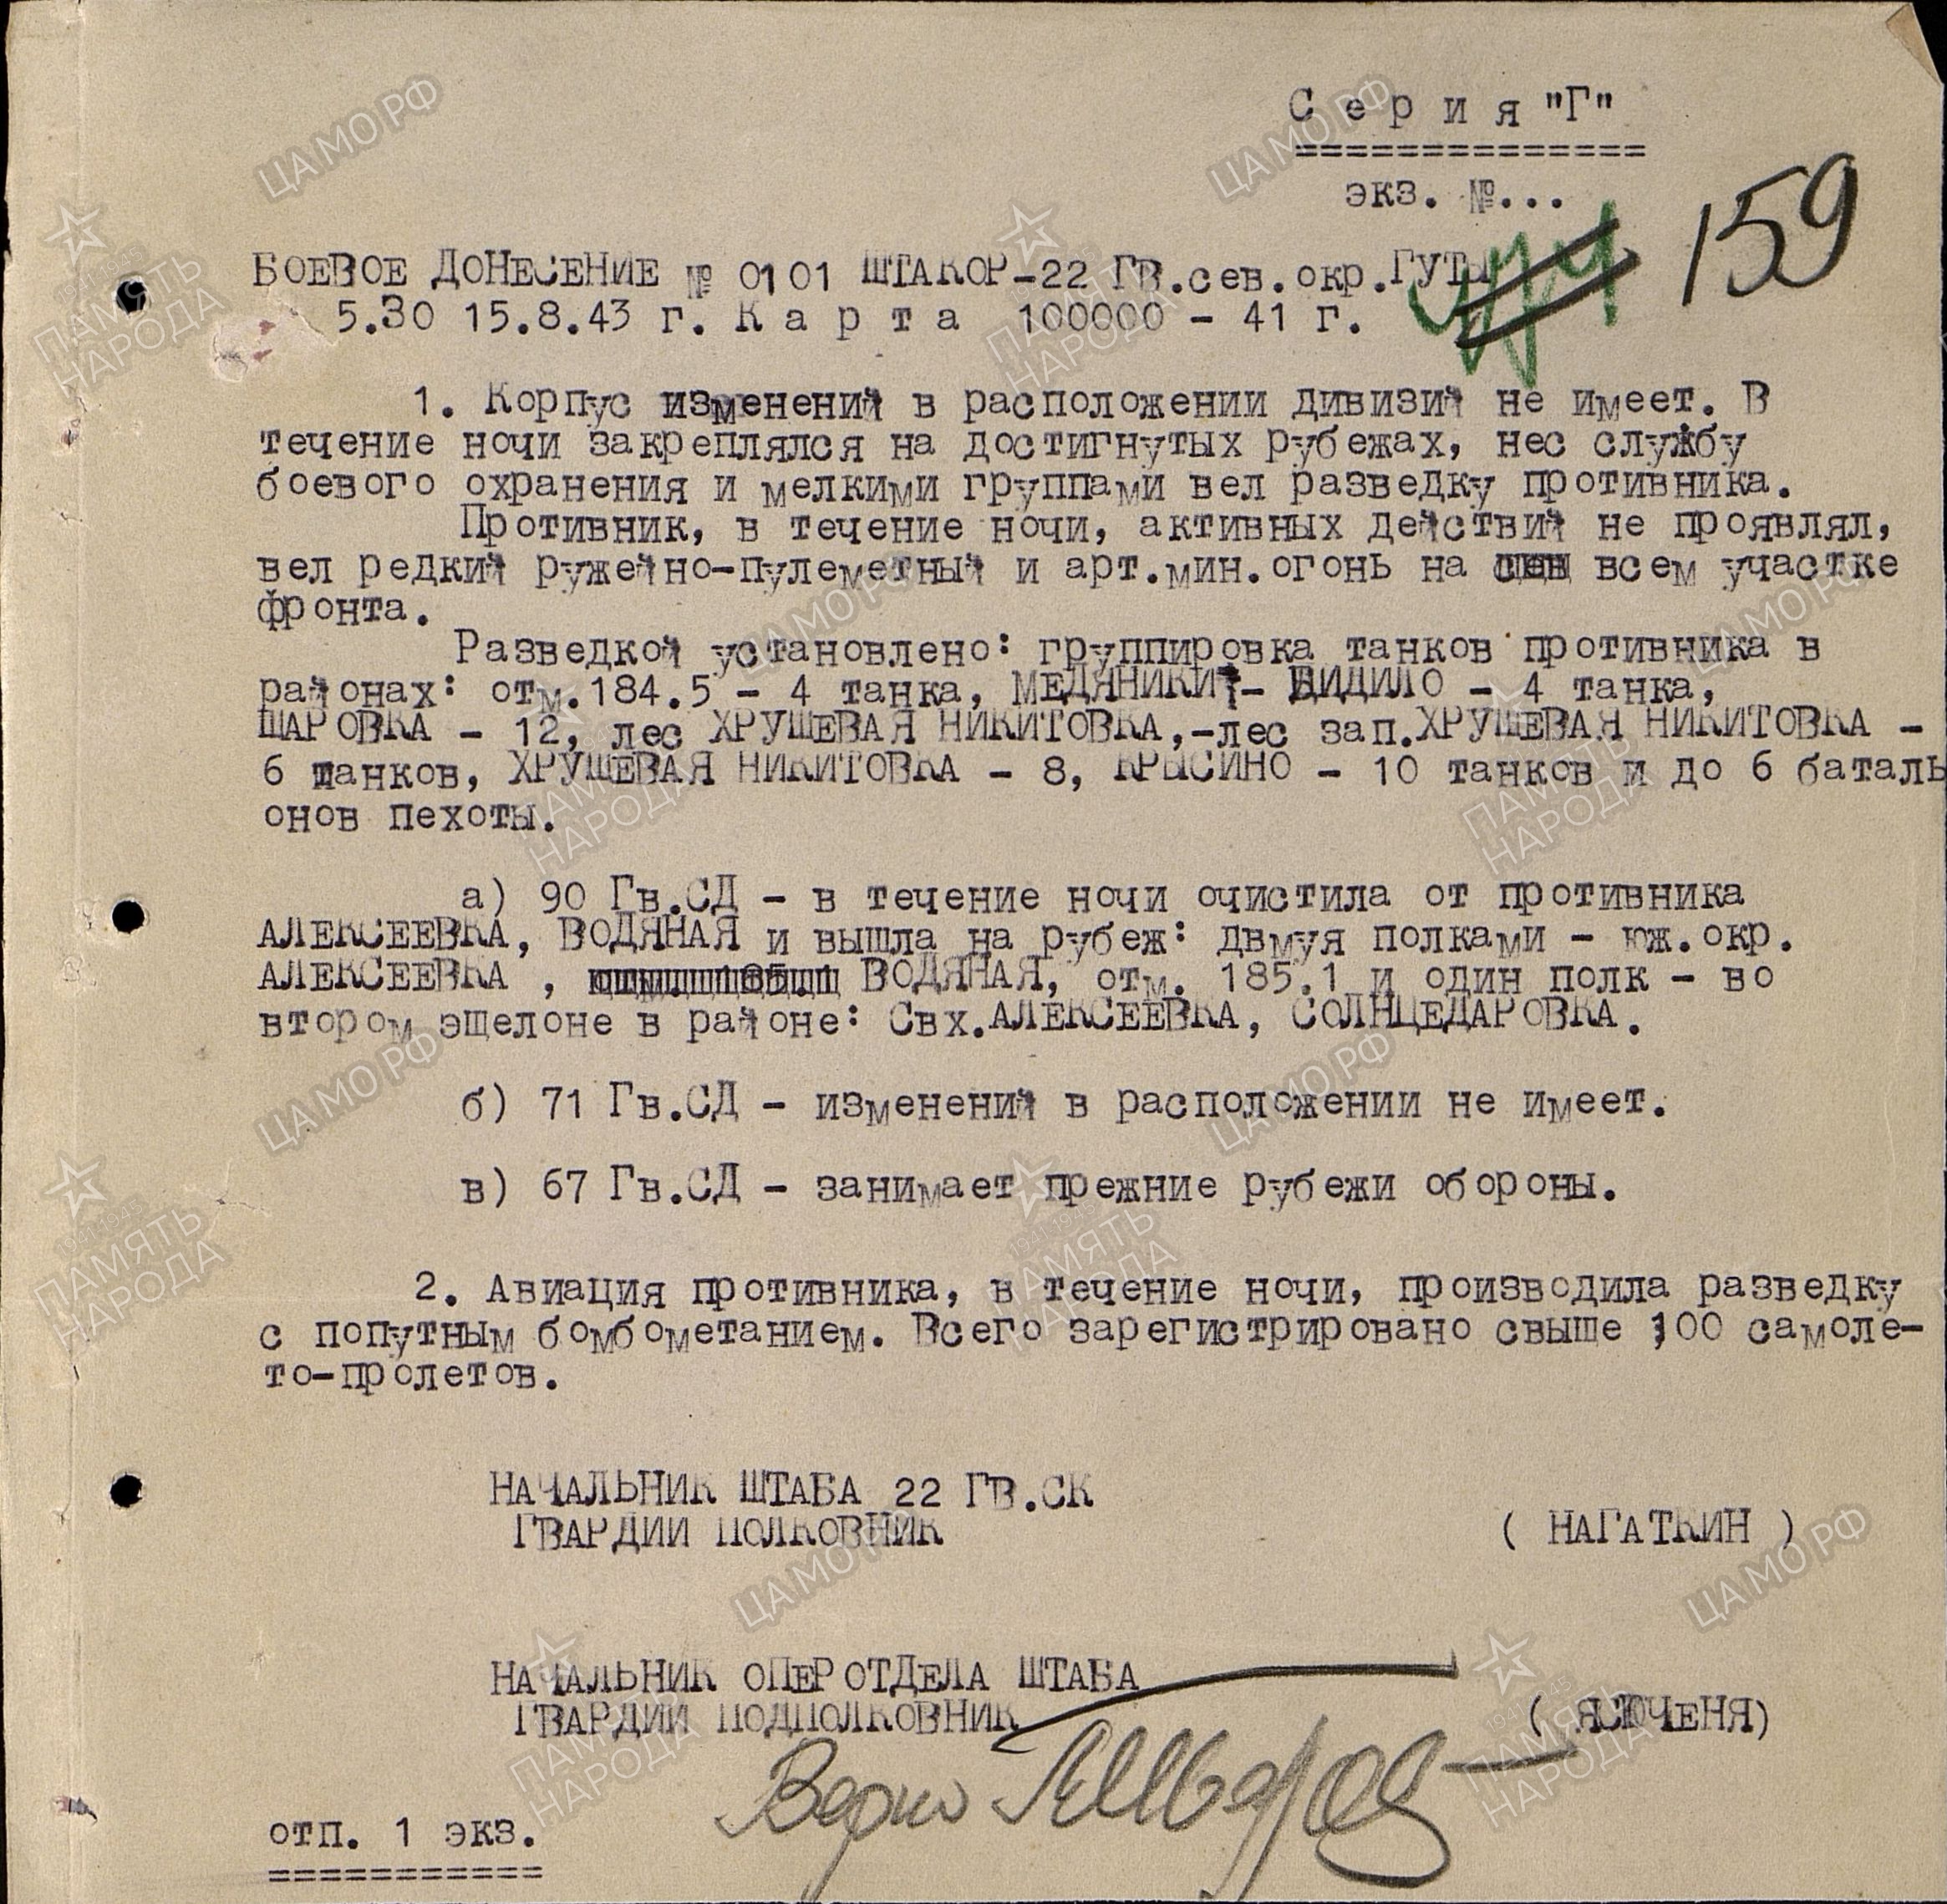 Серия "Г"
==============
экз. №...
159
БОЕВОЕ ДОНЕСЕНИЕ № 0101 ШТАКОР-22 ГВ.сев.окр.ГУТЫ
5.30 15.8.43 г. Карта 100000 - 41 г.
1. Корпус изменений в расположении дивизий не имеет. В
течение ночи закреплялся на достигнутых рубежах, нес службу
боевого охранения и мелкими группами вел разведку противника.
Противник, в течение ночи, активных действий не проявлял,
вел редкий ружейно-пулеметный и арт.мин.огонь на всем участке
фронта.
Разведкой установлено: группировка танков противника в
районах: отм.184.5 - 4 танка, МЕДЯНИКИ - ДИДИЛО - 4 танка,
ШАРОВКА - 12, лес ХРУЩЕВАЯ НИКИТОВКА,-лес зап.ХРУЩЕВАЯ НИКИТОВКА -
6 танков, ХРУЩЕВАЯ НИКИТОВКА - 8, КРЫСИНО - 10 танков и до 6 баталь
онов пехоты.
а) 90 Гв.СД - в течение ночи очистила от противника
АЛЕКСЕЕВКА, ВОДЯНАЯ и вышла на рубеж: двмуя полками - юж.окр.
АЛЕКСЕЕВКА , ВОДЯНАЯ, отм. 185.1 и один полк - во
втором эщелоне в районе: Свх.АЛЕКСЕЕВКА, СОЛНЦЕДАРОВКА.
б) 71 Гв.СД - изменений в расположении не имеет.
в) 67 Гв.СД - занимает прежние рубежи обороны.
2. Авиация противника, в течение ночи, производила разведку
с попутным бомбометанием. Всего зарегистрировано свыше 100 самоле-
то-пролетов.
НАЧАЛЬНИК ШТАБА 22 ГВ.СК
ГВАРДИИ ПОЛКОВНИК ( НАГАТКИН )
НАЧАЛЬНИК ОПЕРОТДЕЛА ШТАБА
ГВАРДИИ ПОДПОЛКОВНИК ( ЯСЮЧЕНЯ)
Верно
отп. 1 экз.
===========